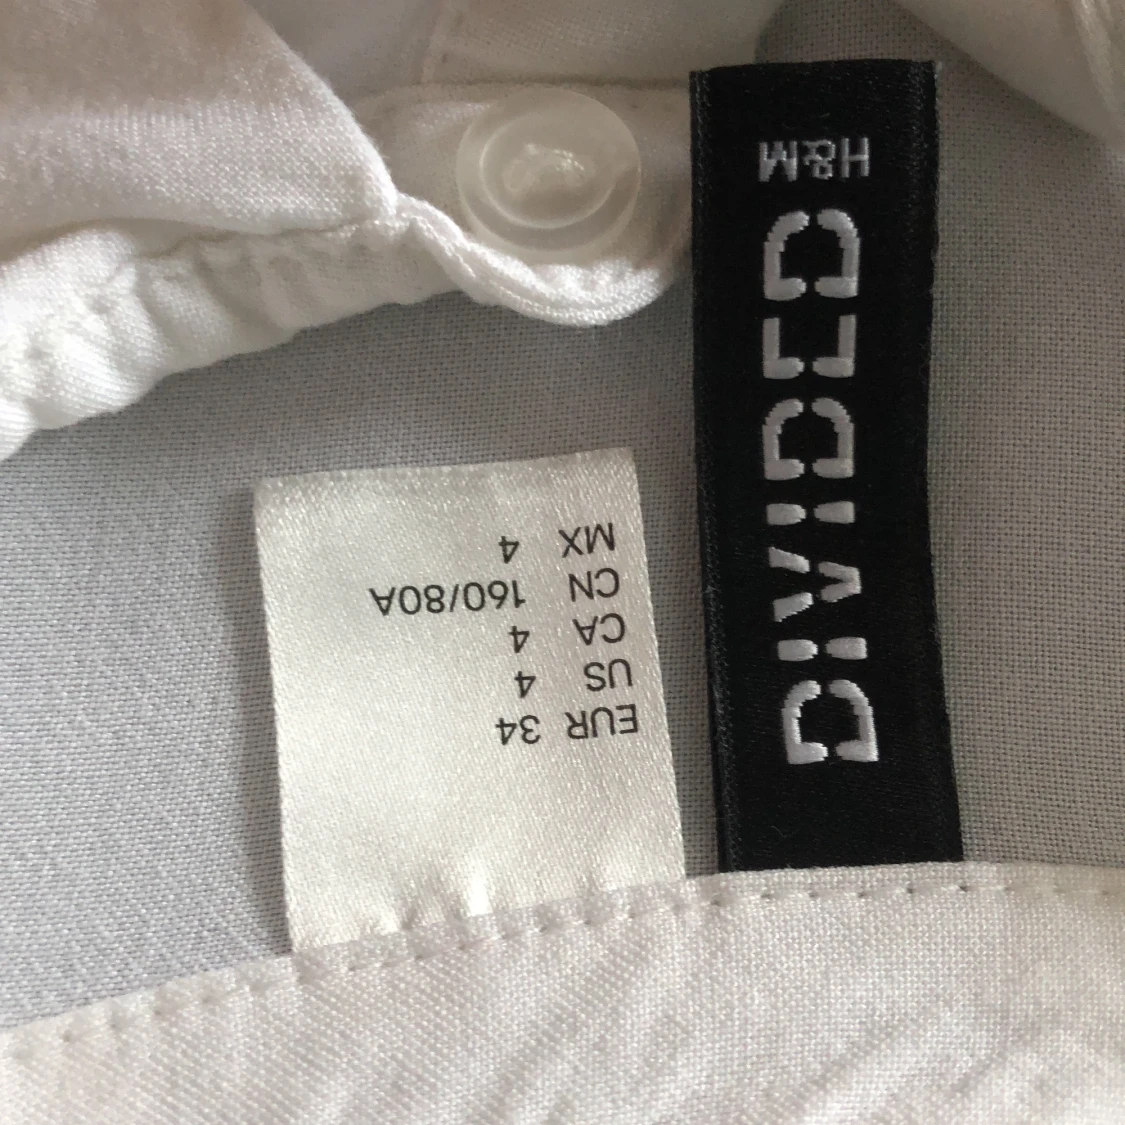 EUR 34
US 4
CA 4
CN 160/80A
MX 4
DIVIDED
H&M